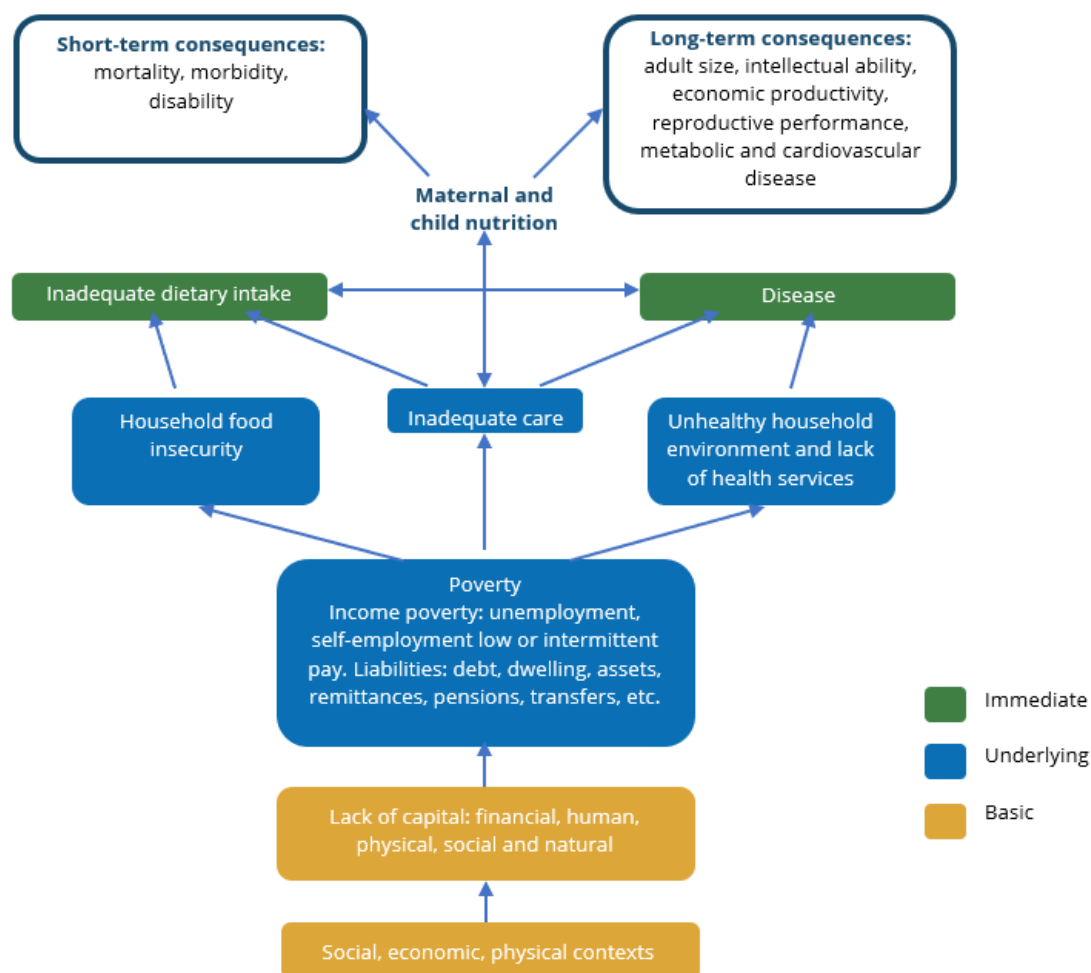 Short-term consequences:
mortality, morbidity,
disability
Long-term consequences:
adult size, intellectual ability,
economic productivity,
reproductive performance,
metabolic and cardiovascular
disease
Maternal and
child nutrition
Inadequate dietary intake
Disease
Household food
insecurity
Inadequate care
Unhealthy household
environment and lack
of health services
Poverty
Income poverty: unemployment,
self-employment low or intermittent
pay. Liabilities: debt, dwelling, assets,
remittances, pensions, transfers, etc.
Lack of capital: financial, human,
physical, social and natural
Social, economic, physical contexts
Immediate
Underlying
Basic